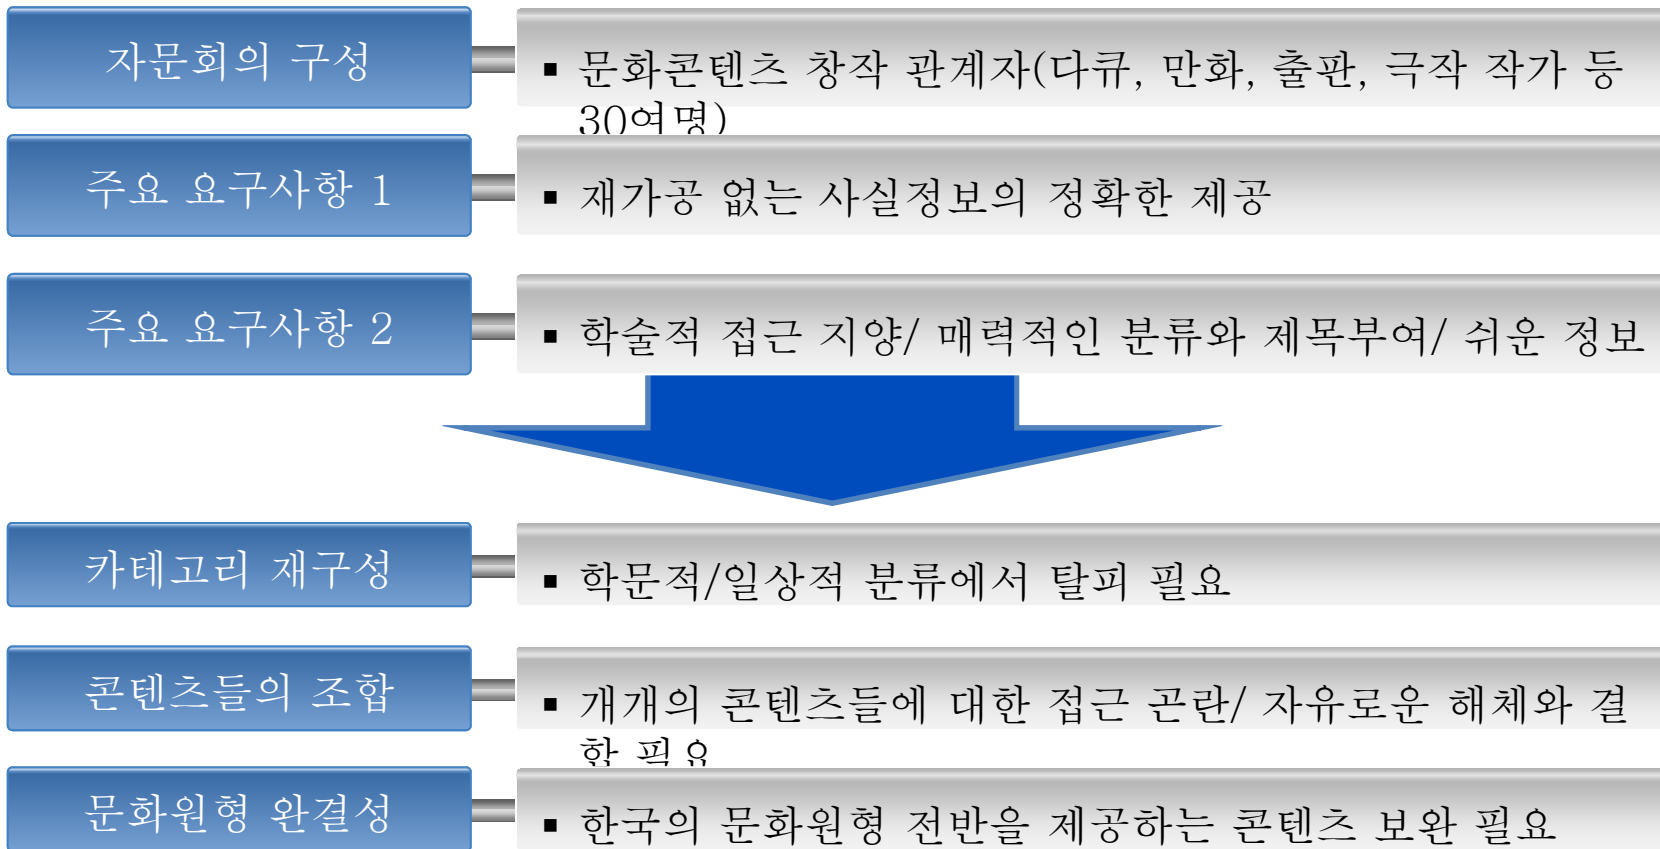 자문회의 구성
▪ 문화콘텐츠 창작 관계자(다큐, 만화, 출판, 극작 작가 등
30여명)
주요 요구사항 1
▪ 재가공 없는 사실정보의 정확한 제공
주요 요구사항 2
▪ 학술적 접근 지양/ 매력적인 분류와 제목부여/ 쉬운 정보
카테고리 재구성
▪ 학문적/일상적 분류에서 탈피 필요
콘텐츠들의 조합
▪ 개개의 콘텐츠들에 대한 접근 곤란/ 자유로운 해체와 결
합 필요
문화원형 완결성
▪ 한국의 문화원형 전반을 제공하는 콘텐츠 보완 필요